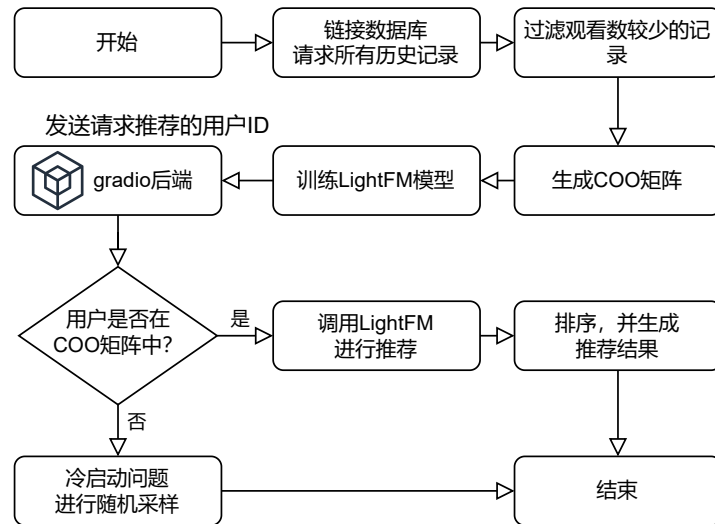 开始
链接数据库
请求所有历史记录
过滤观看数较少的记
录
发送请求推荐的用户ID
gradio后端
训练LightFM模型
生成COO矩阵
用户是否在
COO矩阵中？
是
调用LightFM
进行推荐
排序，并生成
推荐结果
否
冷启动问题
进行随机采样
结束